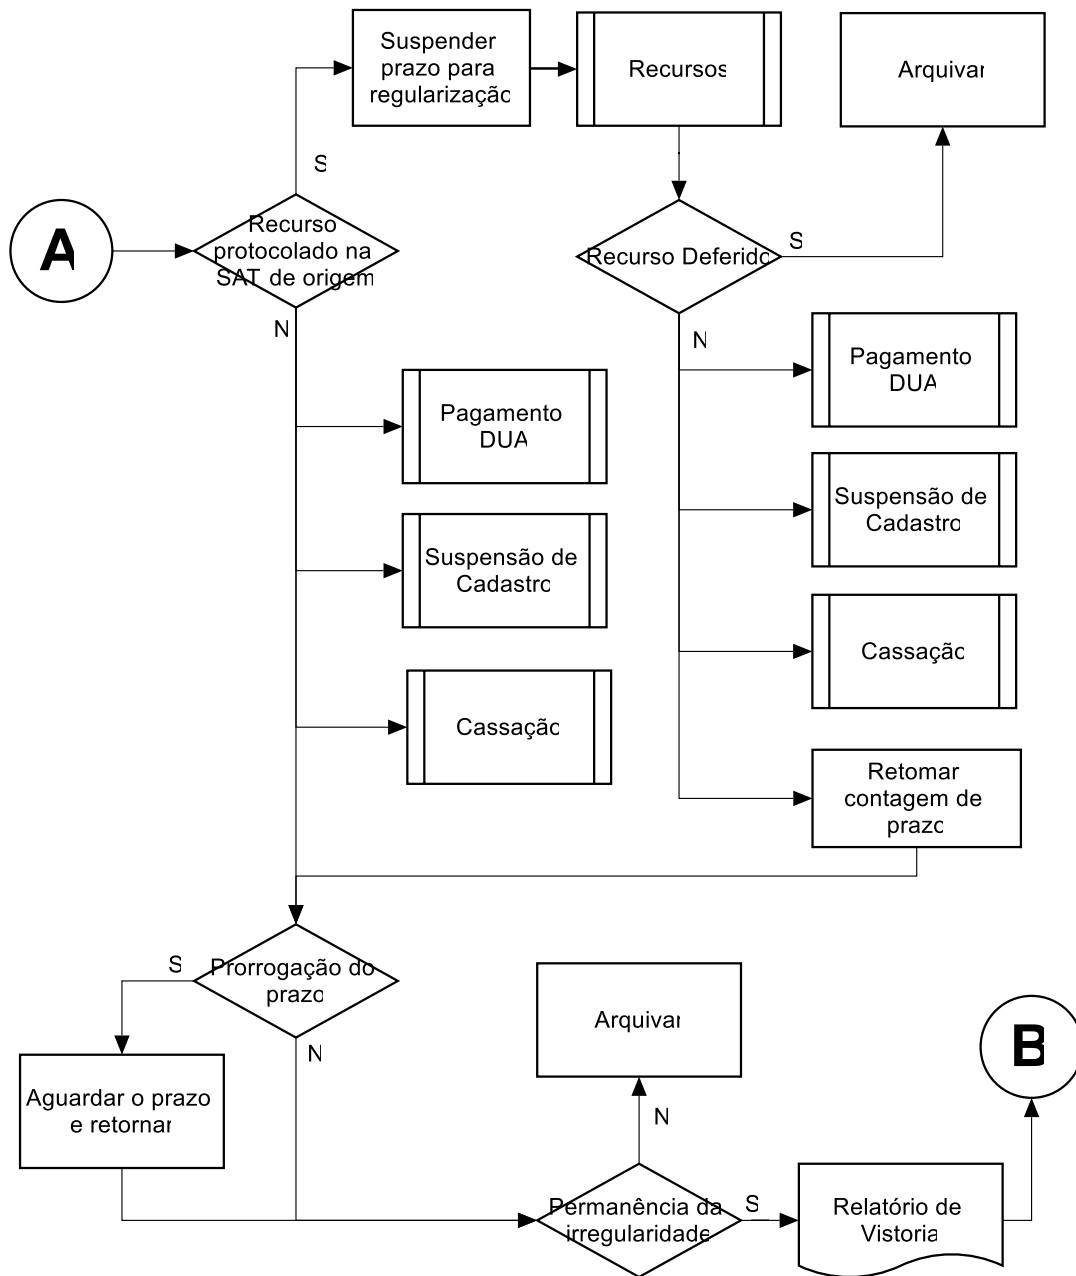 Suspender
prazo para
regularização
Recursos
Arquivar
S
A
Recurso
protocolado na
SAT de origem
Recurso Deferido
S
N
N
Pagamento
DUA
Pagamento
DUA
Suspensão de
Cadastro
Suspensão de
Cadastro
Cassação
Cassação
Retomar
contagem de
prazo
S
Prorrogação do
prazo
N
Arquivar
B
Aguardar o prazo
e retornar
N
Permanência da
irregularidade
S
Relatório de
Vistoria